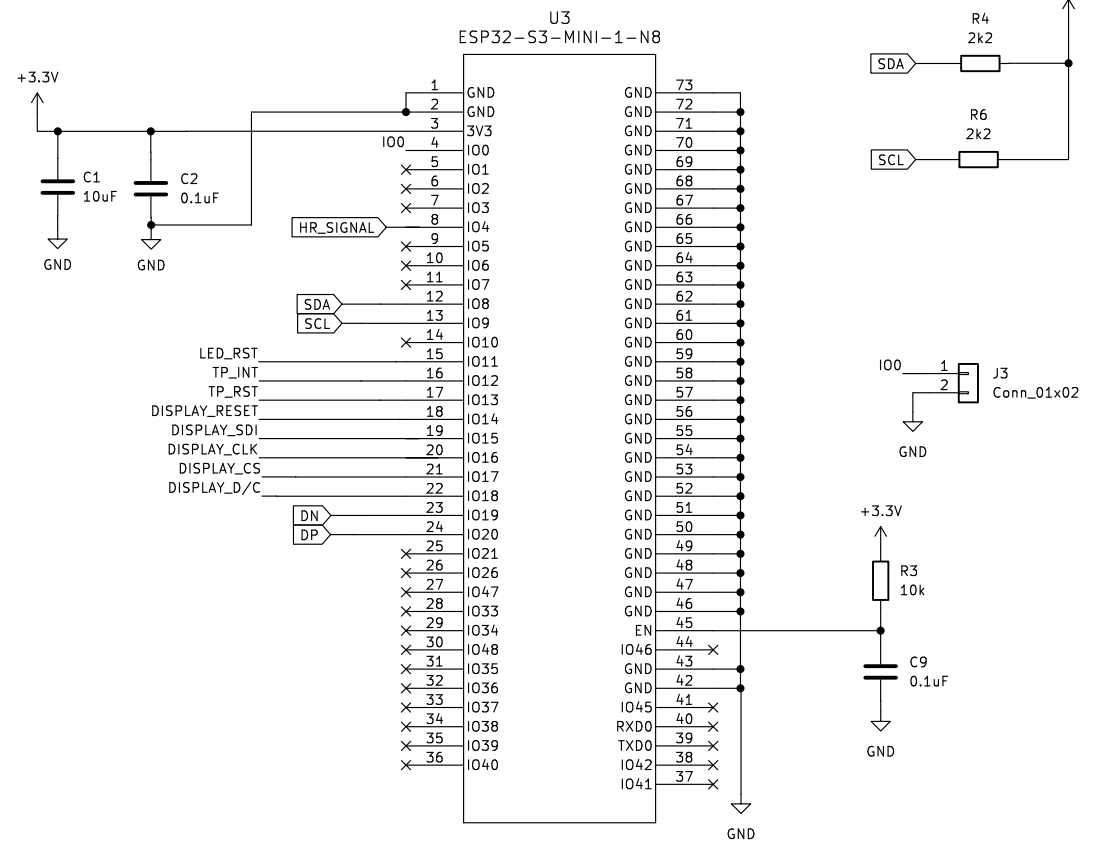 U3
ESP32-S3-MINI-1-N8
+3.3V
C1
10uF
C2
0.1uF
GND
GND
1 GND
2 GND
3 3V3
IO0 4 IO0
5 IO1
6 IO2
7 IO3
HR_SIGNAL 8 IO4
9 IO5
10 IO6
11 IO7
SDA 12 IO8
SCL 13 IO9
14 IO10
LED_RST 15 IO11
TP_INT 16 IO12
TP_RST 17 IO13
DISPLAY_RESET 18 IO14
DISPLAY_SDI 19 IO15
DISPLAY_CLK 20 IO16
DISPLAY_CS 21 IO17
DISPLAY_D/C 22 IO18
DN 23 IO19
DP 24 IO20
25 IO21
26 IO26
27 IO47
28 IO33
29 IO34
30 IO48
31 IO35
32 IO36
33 IO37
34 IO38
35 IO39
36 IO40
GND 73
GND 72
GND 71
GND 70
GND 69
GND 68
GND 67
GND 66
GND 65
GND 64
GND 63
GND 62
GND 61
GND 60
GND 59
GND 58
GND 57
GND 56
GND 55
GND 54
GND 53
GND 52
GND 51
GND 50
GND 49
GND 48
GND 47
GND 46
EN 45
IO46 44
GND 43
GND 42
IO45 41
RXD0 40
TXD0 39
IO42 38
IO41 37
GND
R4
2k2
SDA
R6
2k2
SCL
IO0 1
2
J3
Conn_01x02
GND
+3.3V
R3
10k
C9
0.1uF
GND